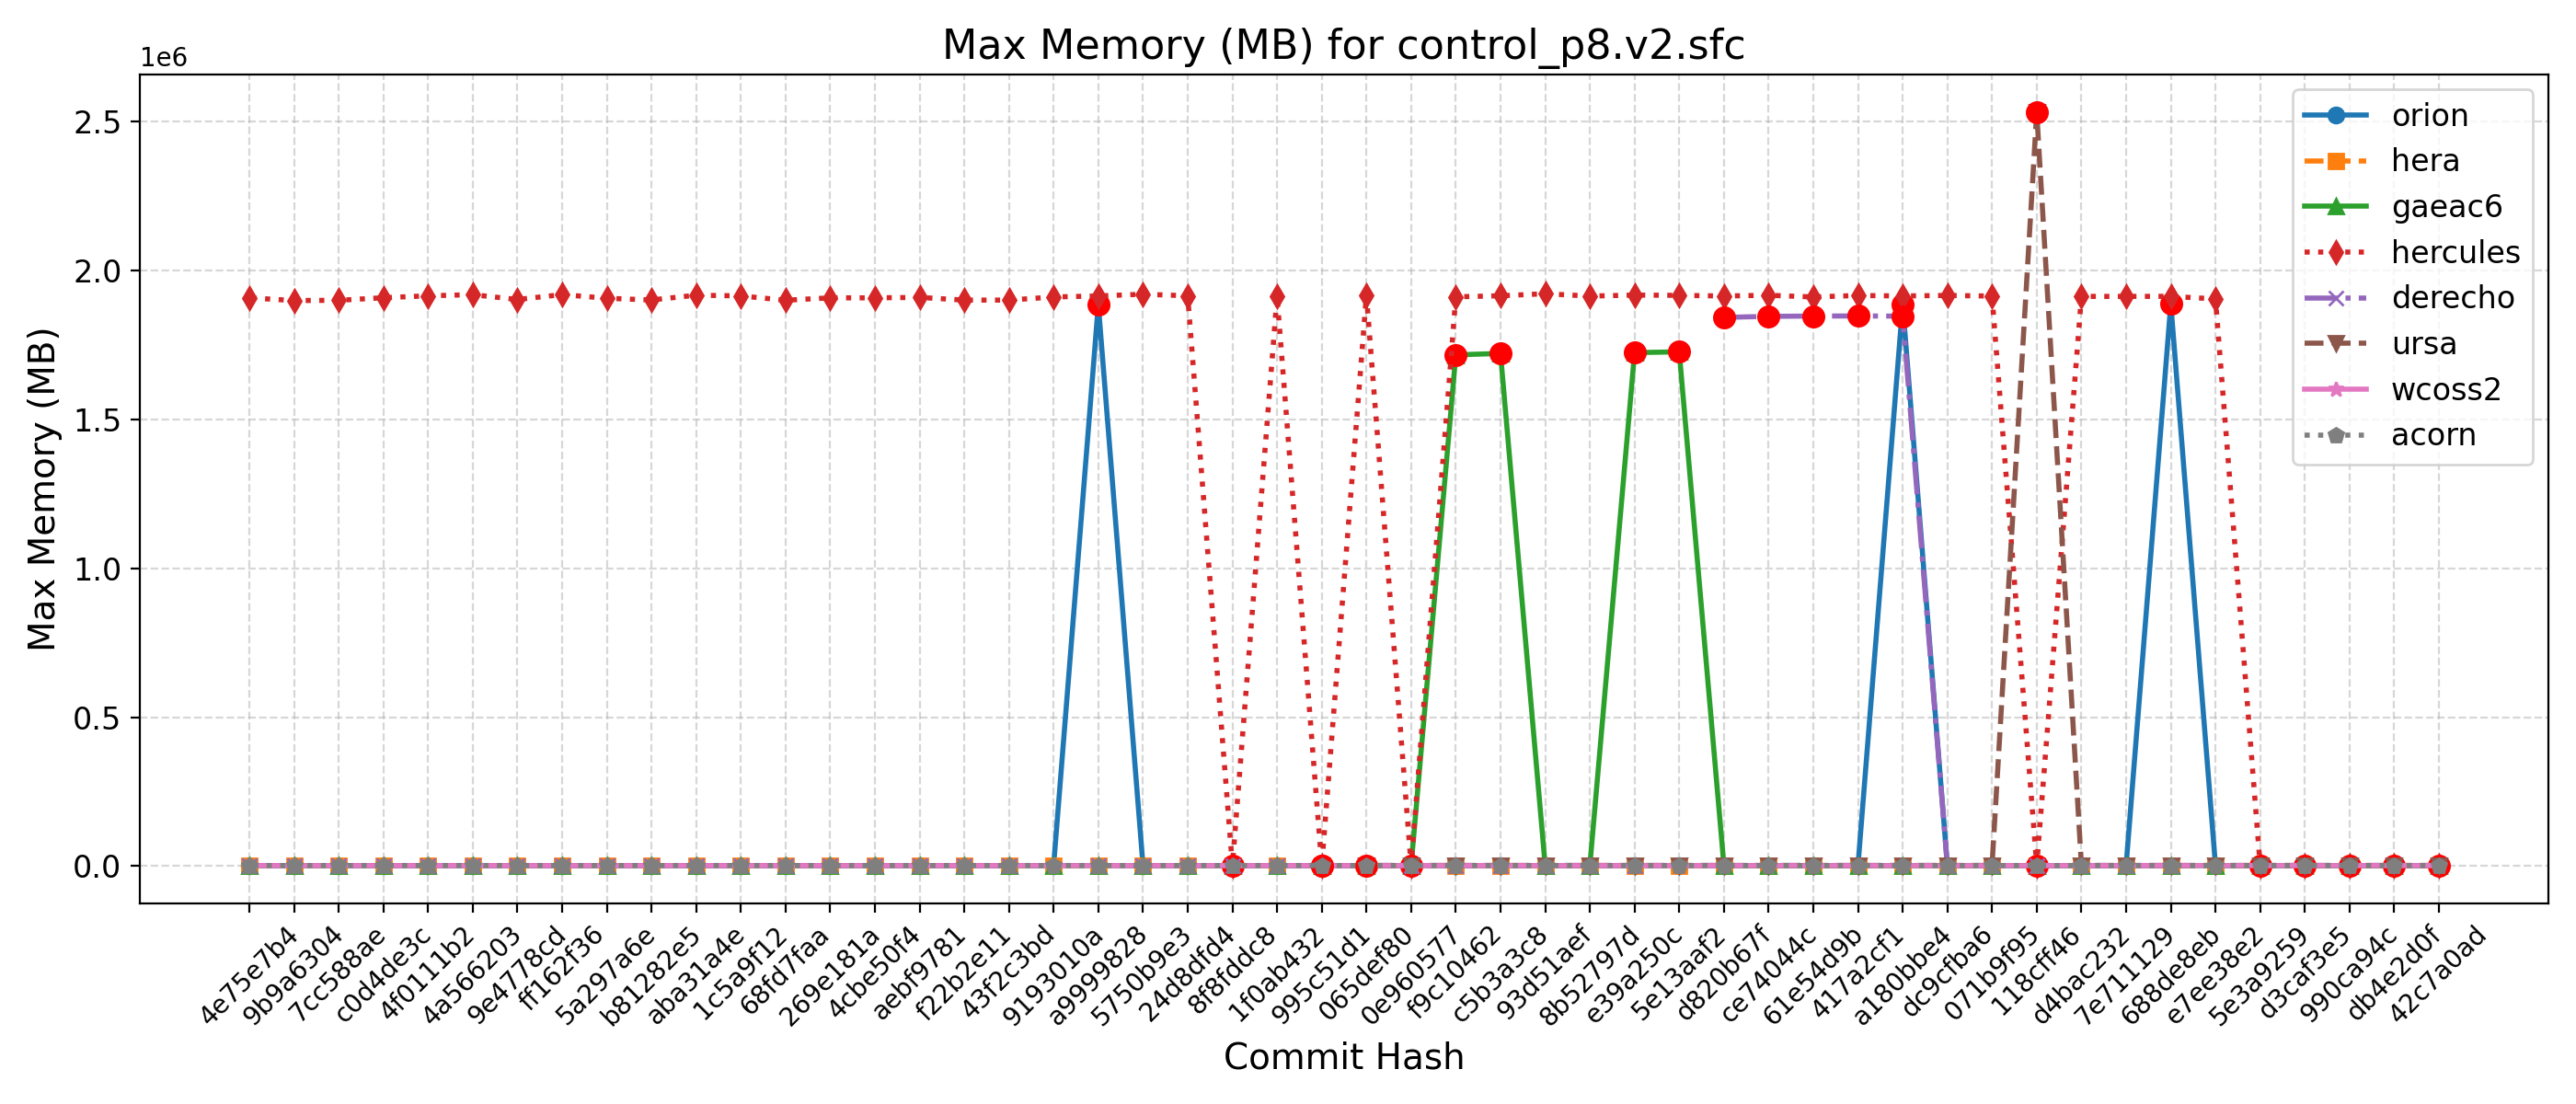 Max Memory (MB) for control_p8.v2.sfc
1e6
2.5
2.0
1.5
1.0
0.5
0.0
Max Memory (MB)
orion
hera
gaeac6
hercules
derecho
ursa
wcoss2
acorn
4e75e7b4
9b9a6304
7cc588ae
c0d4de3c
4f0111b2
4a566203
9e4778cd
ff162f36
5a297a6e
b81282e5
aba31a4e
1c5a9f12
68fd7faa
269e181a
4cbe50f4
aebf9781
f22b2e11
43f2c3bd
9193010a
a9999828
5750b9e3
24d8dfd4
8f8fddc8
1f0ab432
995c51d1
065def80
0e960577
f9c10462
c5b3a3c8
93d51aef
8b52797d
e39a250c
5e13aaf2
d820b67f
ce74044c
61e54d9b
417a2cf1
a180bbe4
dc9cfba6
071b9f95
118cff46
d4bac232
7e711129
688de8eb
e7ee38e2
5e3a9259
d3caf3e5
990ca94c
db4e2d0f
42c7a0ad
Commit Hash